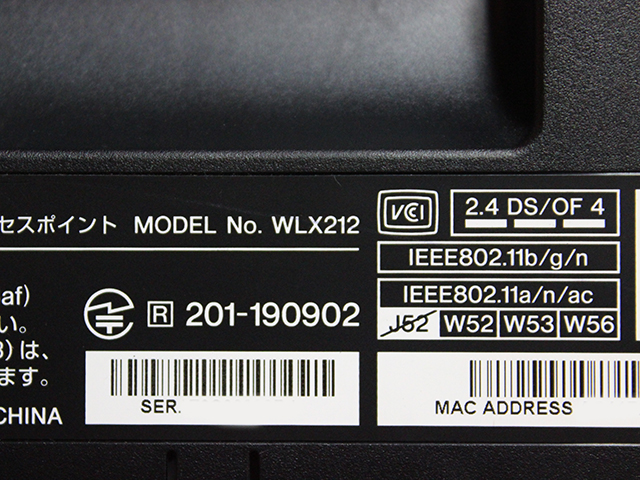 セスポイント MODEL No. WLX212
VCCI
2.4 DS/OF 4
IEEE802.11b/g/n
IEEE802.11a/n/ac
J52 W52 W53 W56
af)
い。
R 201-190902
3)は、
ます。
CHINA
SER.
MAC ADDRESS